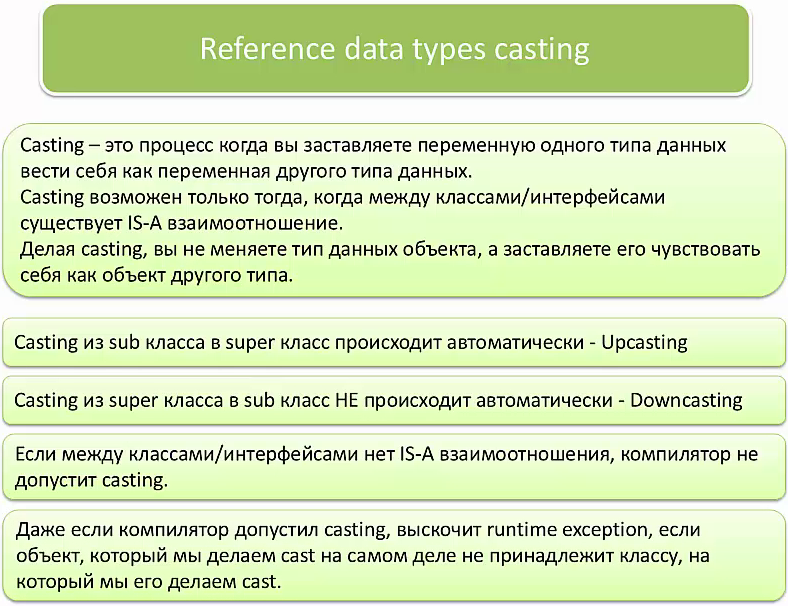 Reference data types casting
Casting – это процесс когда вы заставляете переменную одного типа данных
вести себя как переменная другого типа данных.
Casting возможен только тогда, когда между классами/интерфейсами
существует IS-A взаимоотношение.
Делая casting, вы не меняете тип данных объекта, а заставляете его чувствовать
себя как объект другого типа.
Casting из sub класса в super класс происходит автоматически - Upcasting
Casting из super класса в sub класс НЕ происходит автоматически - Downcasting
Если между классами/интерфейсами нет IS-A взаимоотношения, компилятор не
допустит casting.
Даже если компилятор допустил casting, выскочит runtime exception, если
объект, который мы делаем cast на самом деле не принадлежит классу, на
который мы его делаем cast.